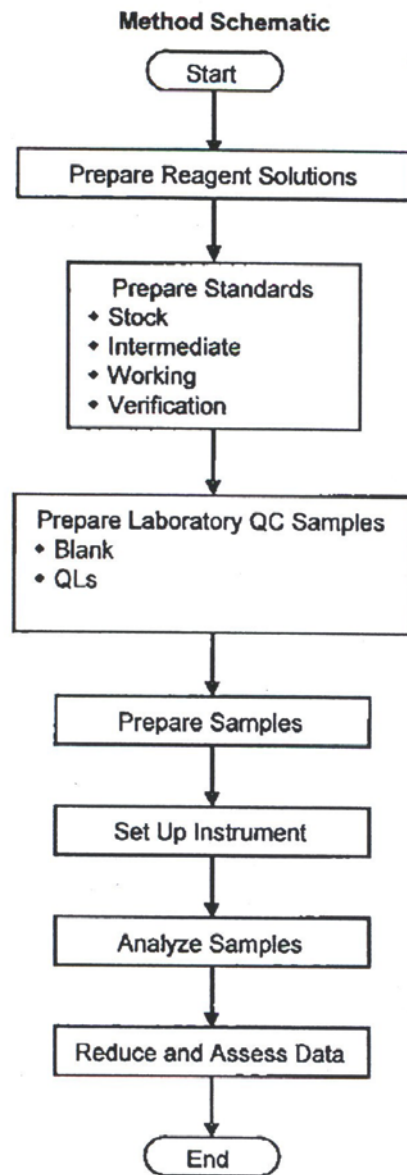 Method Schematic
Start
Prepare Reagent Solutions
Prepare Standards
◆ Stock
◆ Intermediate
◆ Working
◆ Verification
Prepare Laboratory QC Samples
◆ Blank
◆ QLs
Prepare Samples
Set Up Instrument
Analyze Samples
Reduce and Assess Data
End